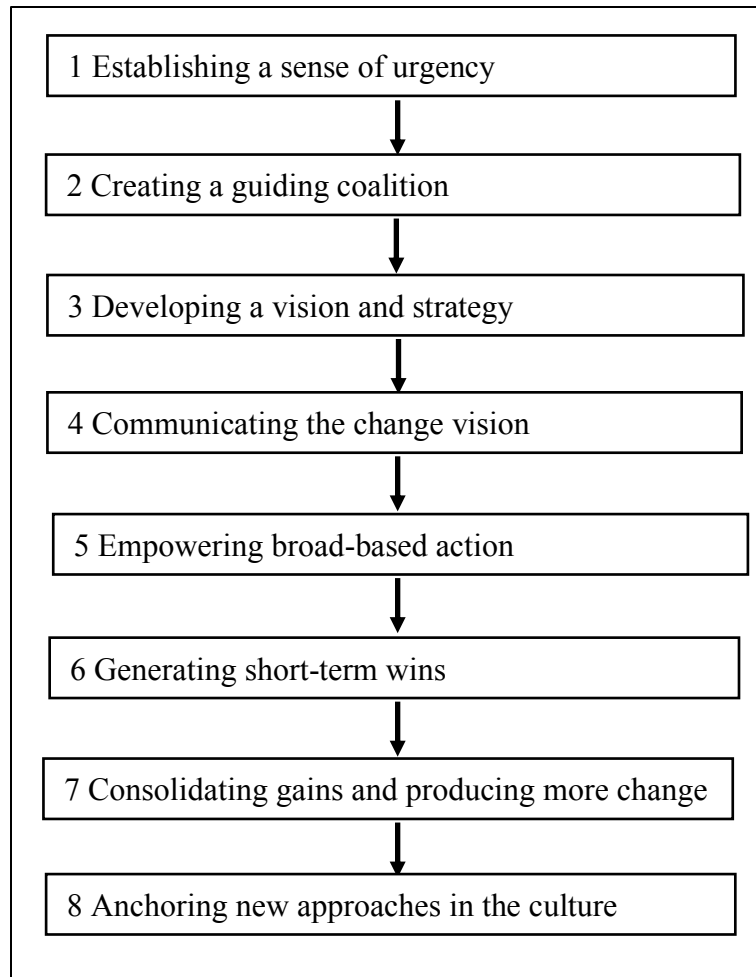 1 Establishing a sense of urgency
2 Creating a guiding coalition
3 Developing a vision and strategy
4 Communicating the change vision
5 Empowering broad-based action
6 Generating short-term wins
7 Consolidating gains and producing more change
8 Anchoring new approaches in the culture